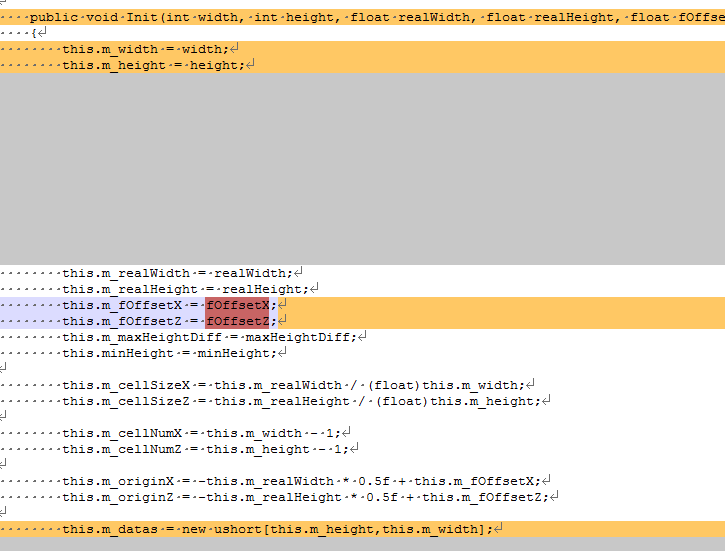 public void Init(int width, int height, float realWidth, float realHeight, float fOffse
{
this.m_width = width;
this.m_height = height;
this.m_realWidth = realWidth;
this.m_realHeight = realHeight;
this.m_fOffsetX = fOffsetX;
this.m_fOffsetZ = fOffsetZ;
this.m_maxHeightDiff = maxHeightDiff;
this.minHeight = minHeight;
this.m_cellSizeX = this.m_realWidth / (float)this.m_width;
this.m_cellSizeZ = this.m_realHeight / (float)this.m_height;
this.m_cellNumX = this.m_width - 1;
this.m_cellNumZ = this.m_height - 1;
this.m_originX = -this.m_realWidth * 0.5f + this.m_fOffsetX;
this.m_originZ = -this.m_realHeight * 0.5f + this.m_fOffsetZ;
this.m_datas = new ushort[this.m_height,this.m_width];